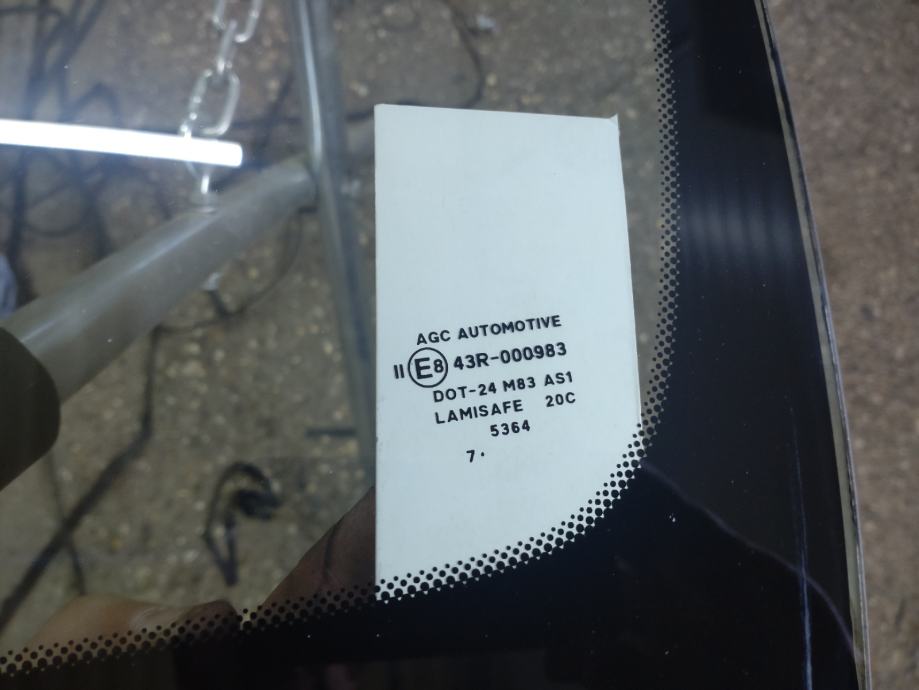 AGC AUTOMOTIVE
II E8 43R-000983
DOT-24 M83 AS1
LAMISAFE 20C
5364
7.